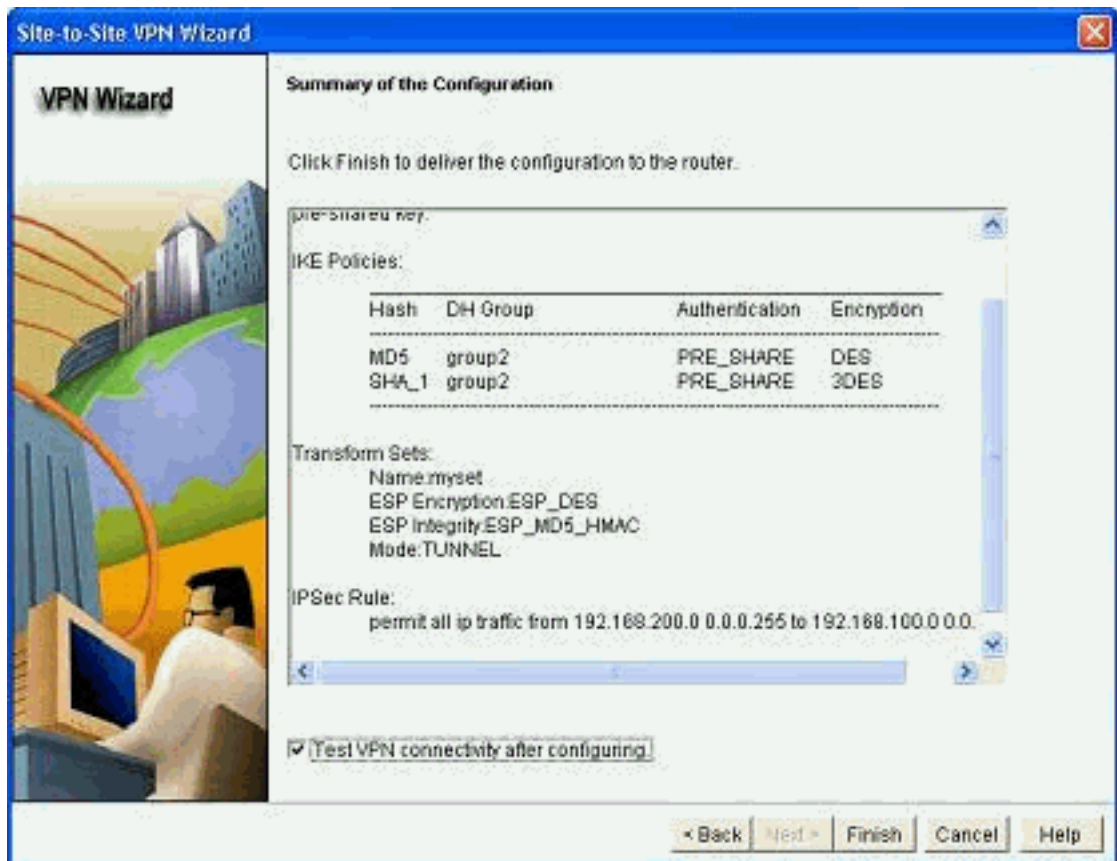 Site-to-Site VPN Wizard
VPN Wizard
Summary of the Configuration
Click Finish to deliver the configuration to the router.
pre-shared key.
IKE Policies:
Hash DH Group Authentication Encryption
MD5 group2 PRE_SHARE DES
SHA_1 group2 PRE_SHARE 3DES
Transform Sets:
Name:myset
ESP Encryption:ESP_DES
ESP Integrity:ESP_MD5_HMAC
Mode:TUNNEL
IPSec Rule:
permit all ip traffic from 192.168.200.0 0.0.0.255 to 192.168.100.0 0.0.
Test VPN connectivity after configuring.
< Back Next > Finish Cancel Help